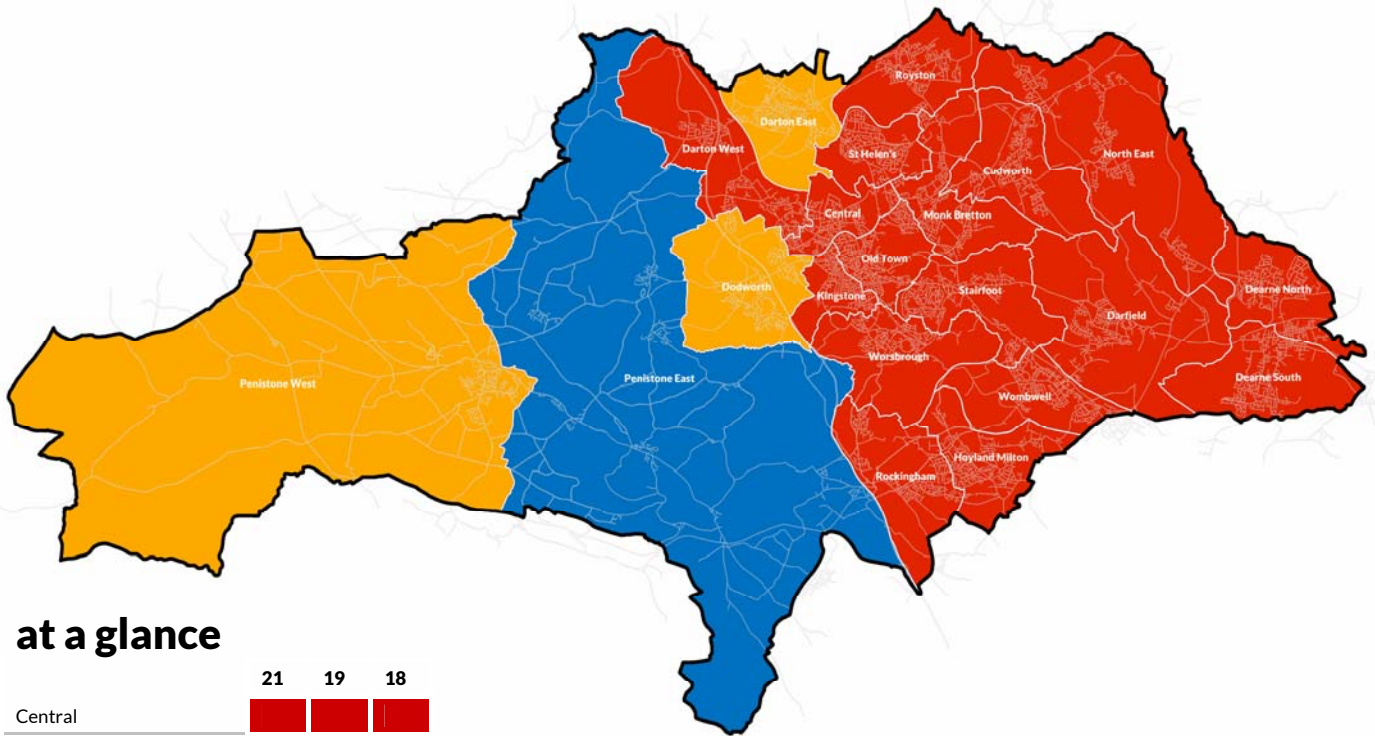 Royston
Darton East
Darton West
St Helen's
North East
Cudworth
Central
Monk Bretton
Old Town
Dodworth
Kingstone
Stairfoot
Dearne North
Darfield
Worsbrough
Penistone West
Penistone East
Dearne South
Wombwell
Hoyland Milton
Rockingham
at a glance
21 19 18
Central